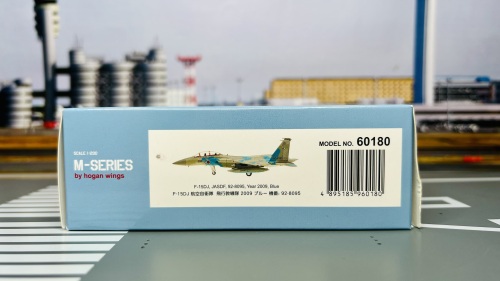 SCALE 1:200
M-SERIES
by hogan wings
MODEL NO. 60180
F-15DJ, JASDF, 92-8095, Year 2009, Blue
F-15DJ 航空自衛隊 飛行教導隊 2009 ブルー 機番: 92-8095
4 895185 960180